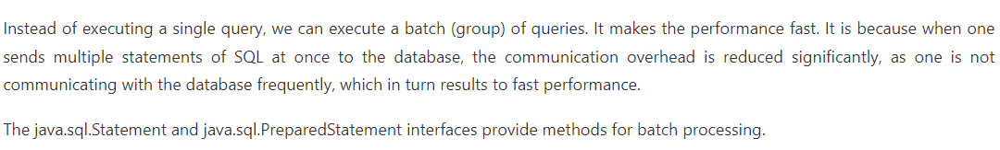 Instead of executing a single query, we can execute a batch (group) of queries. It makes the performance fast. It is because when one
sends multiple statements of SQL at once to the database, the communication overhead is reduced significantly, as one is not
communicating with the database frequently, which in turn results to fast performance.
The java.sql.Statement and java.sql.PreparedStatement interfaces provide methods for batch processing.